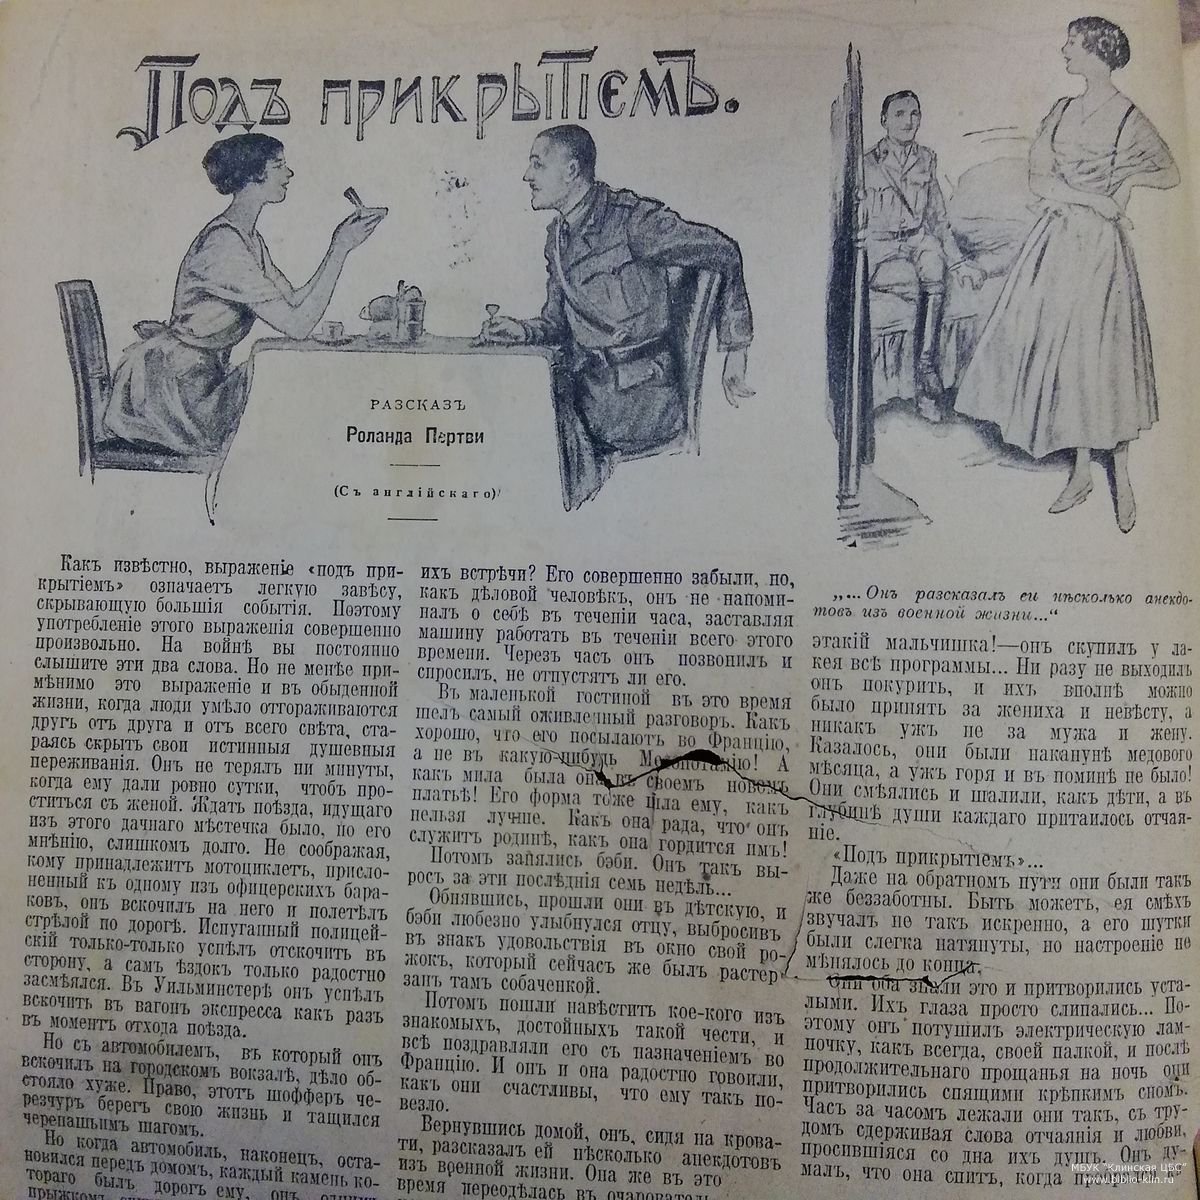 Подъ прикрытіемъ.
РАЗСКАЗЪ
Роланда Пертви
(Съ англійскаго)
Какъ извѣстно, выраженіе «подъ при-
крытіемъ» означаетъ легкую завѣсу,
скрывающую большія событія. Поэтому
употребленіе этого выраженія совершенно
произвольно. На войнѣ вы постоянно
слышите эти два слова. Но не менѣе при-
мѣнимо это выраженіе и въ обыденной
жизни, когда люди умѣло отгораживаются
другъ отъ друга и отъ всего свѣта, ста-
раясь скрыть свои истинныя душевныя
переживанія. Онъ не терялъ ни минуты,
когда ему дали ровно сутки, чтобъ про-
ститься съ женой. Ждать поѣзда, идущаго
изъ этого дачнаго мѣстечка было, по его
мнѣнію, слишкомъ долго. Не соображая,
кому принадлежитъ мотоциклетъ, присло-
ненный къ одному изъ офицерскихъ бара-
ковъ, онъ вскочилъ на него и полетѣлъ
стрѣлой по дорогѣ. Испуганный полицей-
скій только-только успѣлъ отскочить въ
сторону, а самъ ѣздокъ только радостно
засмѣялся. Въ Уильминстерѣ онъ успѣлъ
вскочить въ вагонъ экспресса какъ разъ
въ моментъ отхода поѣзда.
Но съ автомобилемъ, въ который онъ
вскочилъ на городскомъ вокзалѣ, дѣло об-
стояло хуже. Право, этотъ шофферъ че-
резчуръ берегъ свою жизнь и тащился
черепашьимъ шагомъ.
Но когда автомобиль, наконецъ, оста-
новился передъ домомъ, каждый камень ко-
тораго былъ дорогъ ему, онъ однимъ
прыжкомъ
ихъ встрѣчи? Его совершенно забыли, но,
какъ дѣловой человѣкъ, онъ не напоми-
налъ о себѣ въ теченіи часа, заставляя
машину работать въ теченіи всего этого
времени. Черезъ часъ онъ позвонилъ и
спросилъ, не отпустятъ ли его.
Въ маленькой гостиной въ это время
шелъ самый оживленный разговоръ. Какъ
хорошо, что его посылаютъ во Францію,
а не въ какую-нибудь Месопотамію! А
какъ мила была она въ своемъ новомъ
платьѣ! Его форма тоже шла ему, какъ
нельзя лучше. Какъ она рада, что онъ
служитъ родинѣ, какъ она гордится имъ!
Потомъ занялись бэби. Онъ такъ вы-
росъ за эти послѣднія семь недѣль...
Обнявшись, прошли они въ дѣтскую, и
бэби любезно улыбнулся отцу, выбросивъ
въ знакъ удовольствія въ окно свой ро-
жокъ, который сейчасъ же былъ растер-
занъ тамъ собаченкой.
Потомъ пошли навѣстить кое-кого изъ
знакомыхъ, достойныхъ такой чести, и
всѣ поздравляли его съ назначеніемъ во
Францію. И онъ и она радостно говоили,
какъ они счастливы, что ему такъ по-
везло.
Вернувшись домой, онъ, сидя на крова-
ти, разсказалъ ей нѣсколько анекдотовъ
изъ вренной жизни. Она же въ это
время переодѣлась въ
„...Онъ разсказалъ ей нѣсколько анекдо-
товъ изъ военной жизни...“
этакій мальчишка!—онъ скупилъ у ла-
кея всѣ программы... Ни разу не выходилъ
онъ покурить, и ихъ вполнѣ можно
было принять за жениха и невѣсту, а
никакъ ужъ не за мужа и жену.
Казалось, они были наканунѣ медового
мѣсяца, а ужъ горя и въ поминѣ не было!
Они смѣялись и шалили, какъ дѣти, а въ
глубинѣ души каждаго притаилось отчая-
ніе.
«Подъ прикрытіемъ»...
Даже на обратномъ пути они были такъ
же беззаботны. Быть можетъ, ея смѣхъ
звучалъ не такъ искренно, а его шутки
были слегка натянуты, но настроеніе не
мѣнялось до конца.
Они оба знали это и притворились уста-
лыми. Ихъ глаза просто слипались... По-
этому онъ потушилъ электрическую лам-
почку, какъ всегда, своей палкой, и послѣ
продолжительнаго прощанья на ночь они
притворились спящими крѣпкимъ сномъ.
Часъ за часомъ лежали они такъ, съ тру-
домъ сдерживая слова отчаянія и любви,
просившіяся со дна ихъ душъ. Онъ ду-
малъ, что она спитъ, когда
МБУК "Клинская ЦБС"
www.biblio-klin.ru